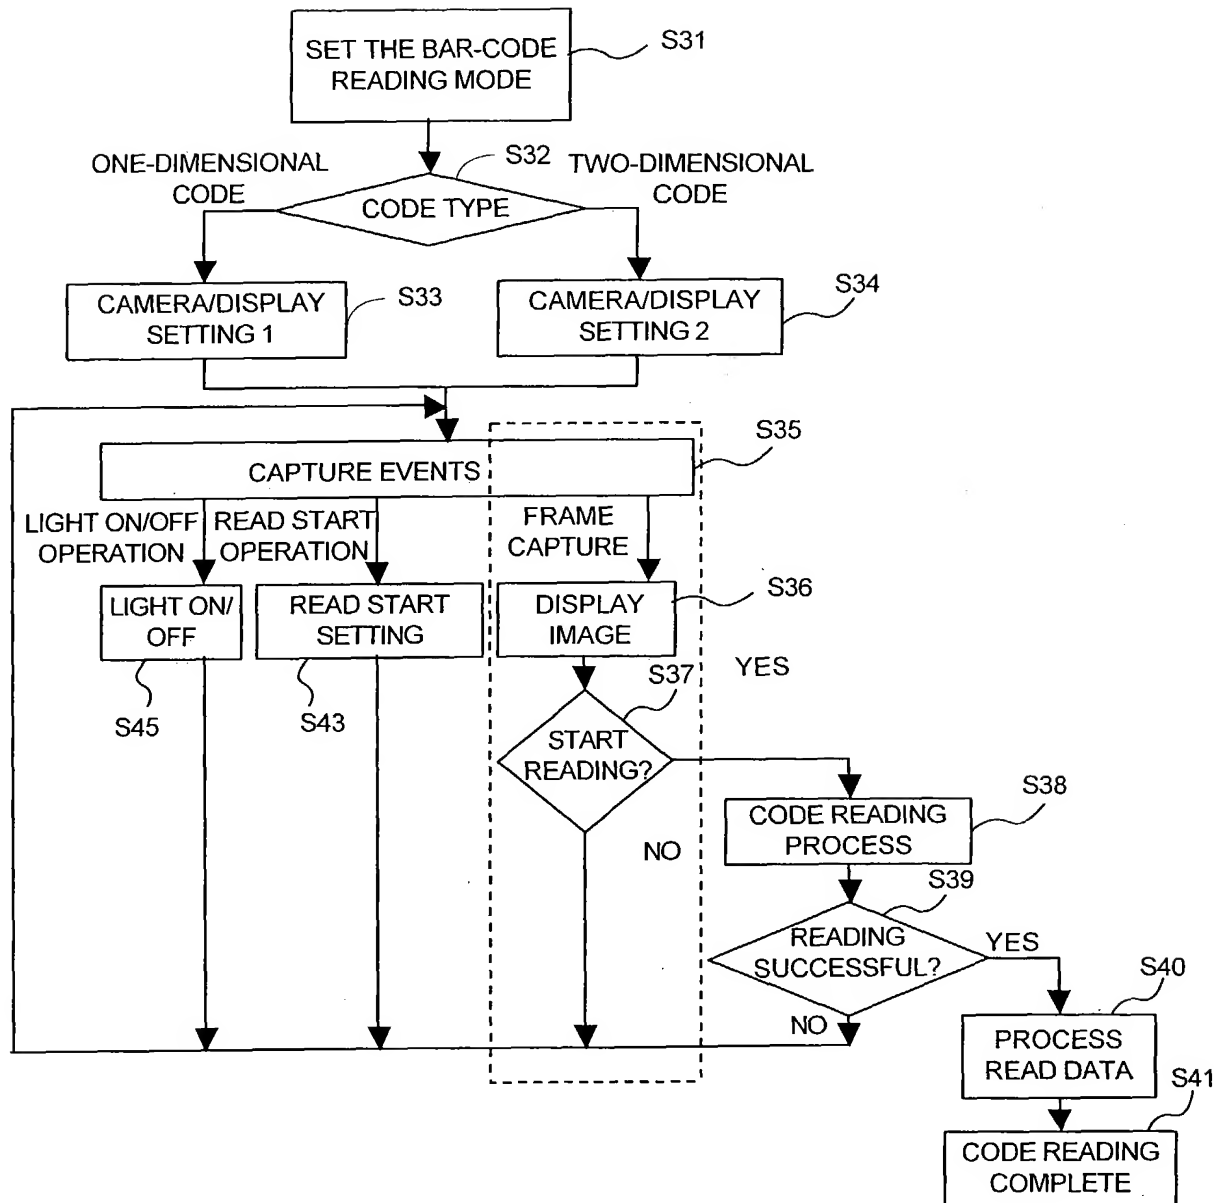 SET THE BAR-CODE
READING MODE
S31
ONE-DIMENSIONAL
CODE
S32
TWO-DIMENSIONAL
CODE
CODE TYPE
CAMERA/DISPLAY
SETTING 1
S33
CAMERA/DISPLAY
SETTING 2
S34
S35
CAPTURE EVENTS
LIGHT ON/OFF
OPERATION
READ START
OPERATION
FRAME
CAPTURE
LIGHT ON/
OFF
S45
READ START
SETTING
S43
DISPLAY
IMAGE
S36
S37
YES
START
READING?
NO
CODE READING
PROCESS
S38
S39
READING
SUCCESSFUL?
YES
NO
S40
PROCESS
READ DATA
S41
CODE READING
COMPLETE